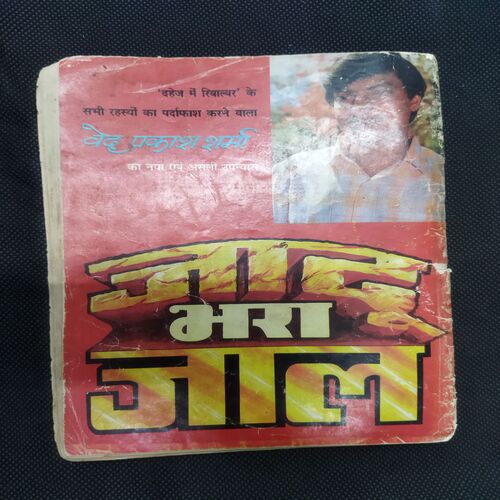 'दहेज में रिवाल्वर' के
सभी रहस्यों का पर्दाफाश करने वाला
वेद प्रकाश शर्मा
का नया एवं असली उपन्यास
जादू
भरा
जाल